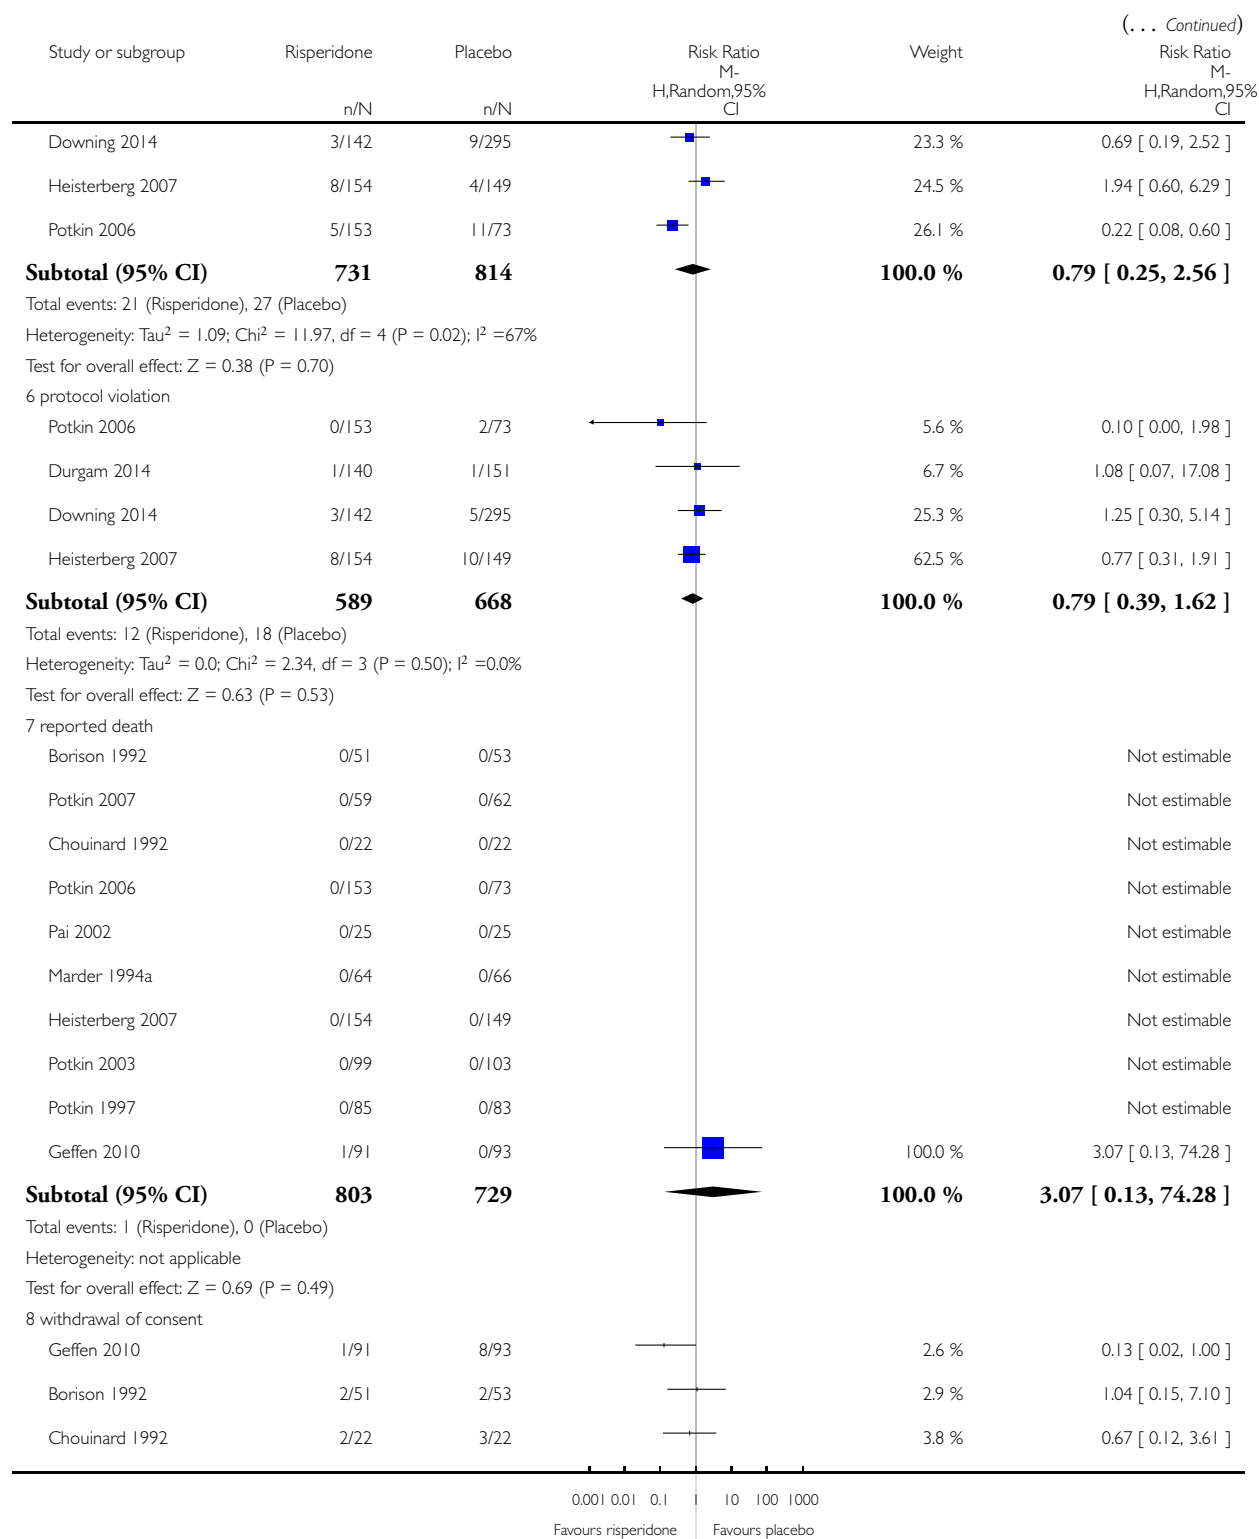 (... Continued)
Study or subgroup Risperidone Placebo Risk Ratio Weight Risk Ratio
M- M-
H,Random,95% H,Random,95%
n/N n/N CI CI
Downing 2014 3/142 9/295 23.3 % 0.69 [ 0.19, 2.52 ]
Heisterberg 2007 8/154 4/149 24.5 % 1.94 [ 0.60, 6.29 ]
Potkin 2006 5/153 11/73 26.1 % 0.22 [ 0.08, 0.60 ]
Subtotal (95% CI) 731 814 100.0 % 0.79 [ 0.25, 2.56 ]
Total events: 21 (Risperidone), 27 (Placebo)
Heterogeneity: Tau² = 1.09; Chi² = 11.97, df = 4 (P = 0.02); I² =67%
Test for overall effect: Z = 0.38 (P = 0.70)
6 protocol violation
Potkin 2006 0/153 2/73 5.6 % 0.10 [ 0.00, 1.98 ]
Durgam 2014 1/140 1/151 6.7 % 1.08 [ 0.07, 17.08 ]
Downing 2014 3/142 5/295 25.3 % 1.25 [ 0.30, 5.14 ]
Heisterberg 2007 8/154 10/149 62.5 % 0.77 [ 0.31, 1.91 ]
Subtotal (95% CI) 589 668 100.0 % 0.79 [ 0.39, 1.62 ]
Total events: 12 (Risperidone), 18 (Placebo)
Heterogeneity: Tau² = 0.0; Chi² = 2.34, df = 3 (P = 0.50); I² =0.0%
Test for overall effect: Z = 0.63 (P = 0.53)
7 reported death
Borison 1992 0/51 0/53 Not estimable
Potkin 2007 0/59 0/62 Not estimable
Chouinard 1992 0/22 0/22 Not estimable
Potkin 2006 0/153 0/73 Not estimable
Pai 2002 0/25 0/25 Not estimable
Marder 1994a 0/64 0/66 Not estimable
Heisterberg 2007 0/154 0/149 Not estimable
Potkin 2003 0/99 0/103 Not estimable
Potkin 1997 0/85 0/83 Not estimable
Geffen 2010 1/91 0/93 100.0 % 3.07 [ 0.13, 74.28 ]
Subtotal (95% CI) 803 729 100.0 % 3.07 [ 0.13, 74.28 ]
Total events: 1 (Risperidone), 0 (Placebo)
Heterogeneity: not applicable
Test for overall effect: Z = 0.69 (P = 0.49)
8 withdrawal of consent
Geffen 2010 1/91 8/93 2.6 % 0.13 [ 0.02, 1.00 ]
Borison 1992 2/51 2/53 2.9 % 1.04 [ 0.15, 7.10 ]
Chouinard 1992 2/22 3/22 3.8 % 0.67 [ 0.12, 3.61 ]
0.001 0.01 0.1 1 10 100 1000
Favours risperidone Favours placebo